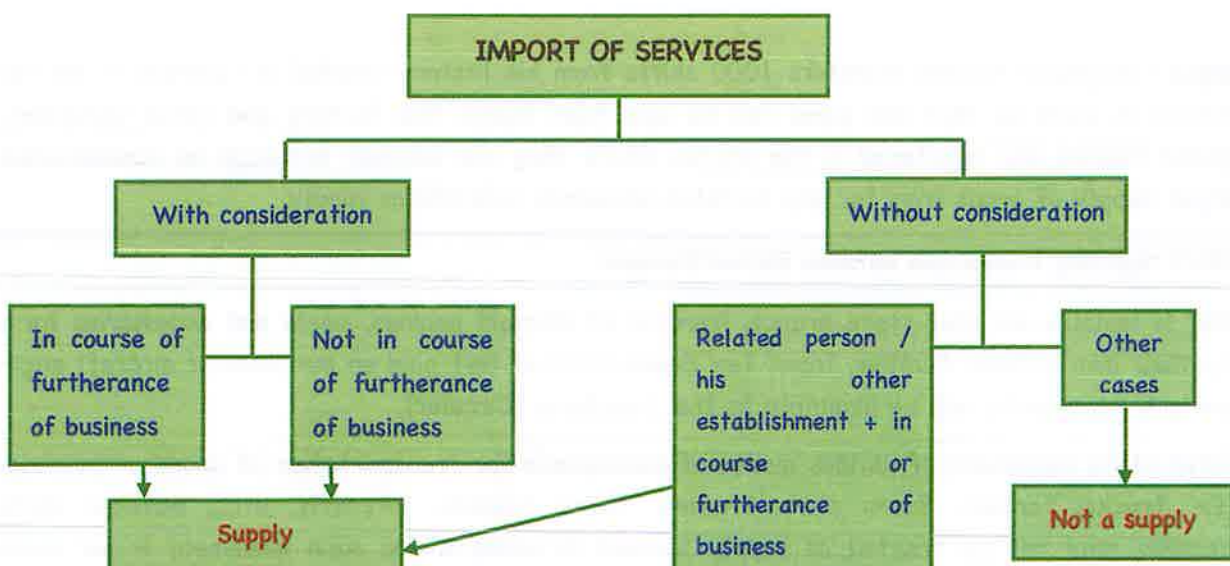 IMPORT OF SERVICES
With consideration
Without consideration
In course of
furtherance
of business
Not in course
of furtherance
of business
Related person /
his other
establishment + in
course or
furtherance of
business
Other
cases
Supply
Not a supply